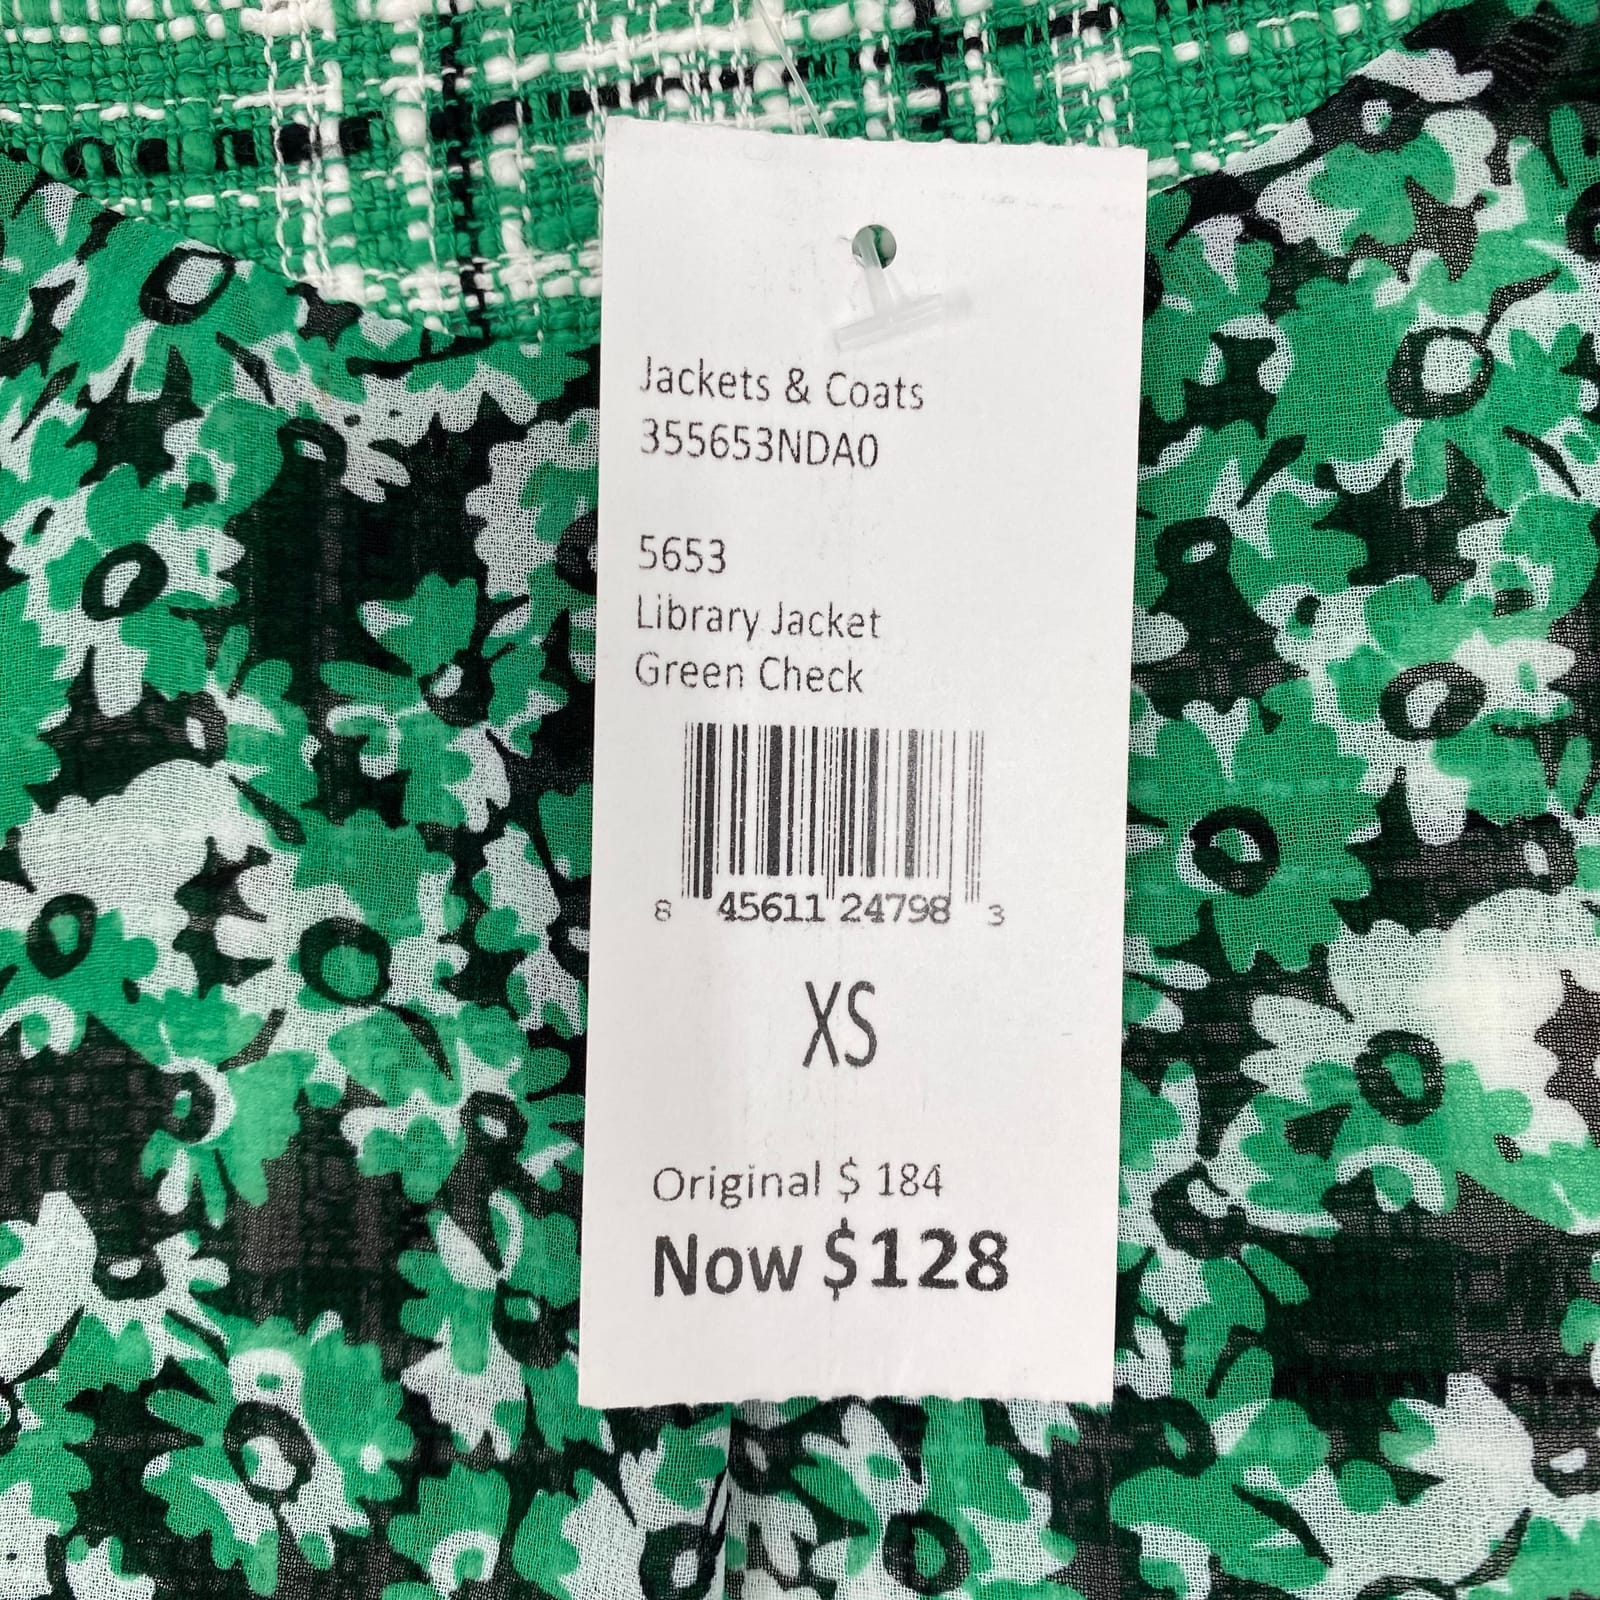 Jackets & Coats
355653NDA0
5653
Library Jacket
Green Check
8 45611 24798 3
XS
Original $ 184
Now $128